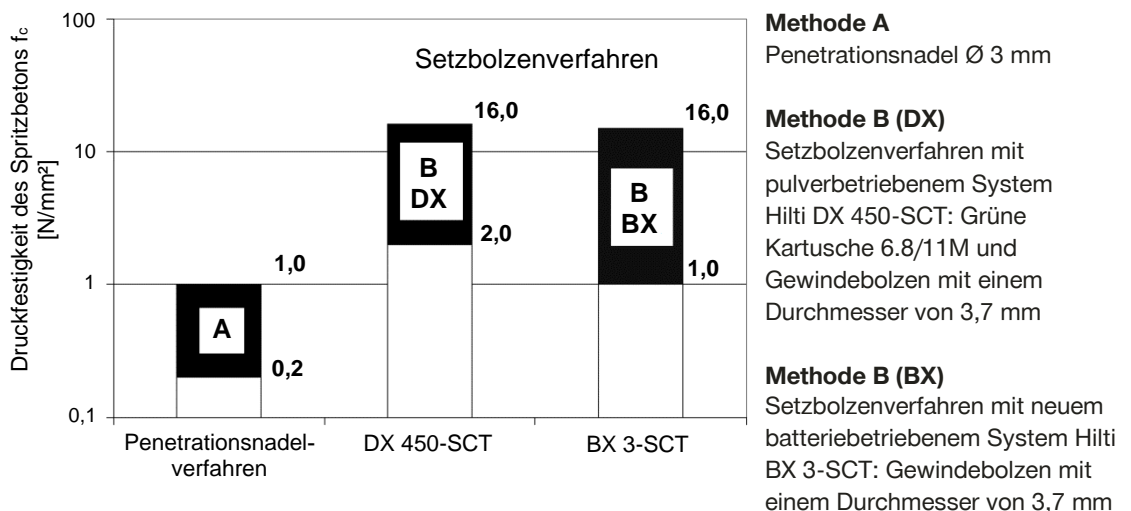 Druckfestigkeit des Spritzbetons fc
[N/mm²]
100
10
1
0,1
Setzbolzenverfahren
A
1,0
0,2
B
DX
16,0
2,0
B
BX
16,0
1,0
Penetrationsnadel-
verfahren
DX 450-SCT
BX 3-SCT
Methode A
Penetrationsnadel Ø 3 mm
Methode B (DX)
Setzbolzenverfahren mit
pulverbetriebenem System
Hilti DX 450-SCT: Grüne
Kartusche 6.8/11M und
Gewindebolzen mit einem
Durchmesser von 3,7 mm
Methode B (BX)
Setzbolzenverfahren mit neuem
batteriebetriebenem System Hilti
BX 3-SCT: Gewindebolzen mit
einem Durchmesser von 3,7 mm